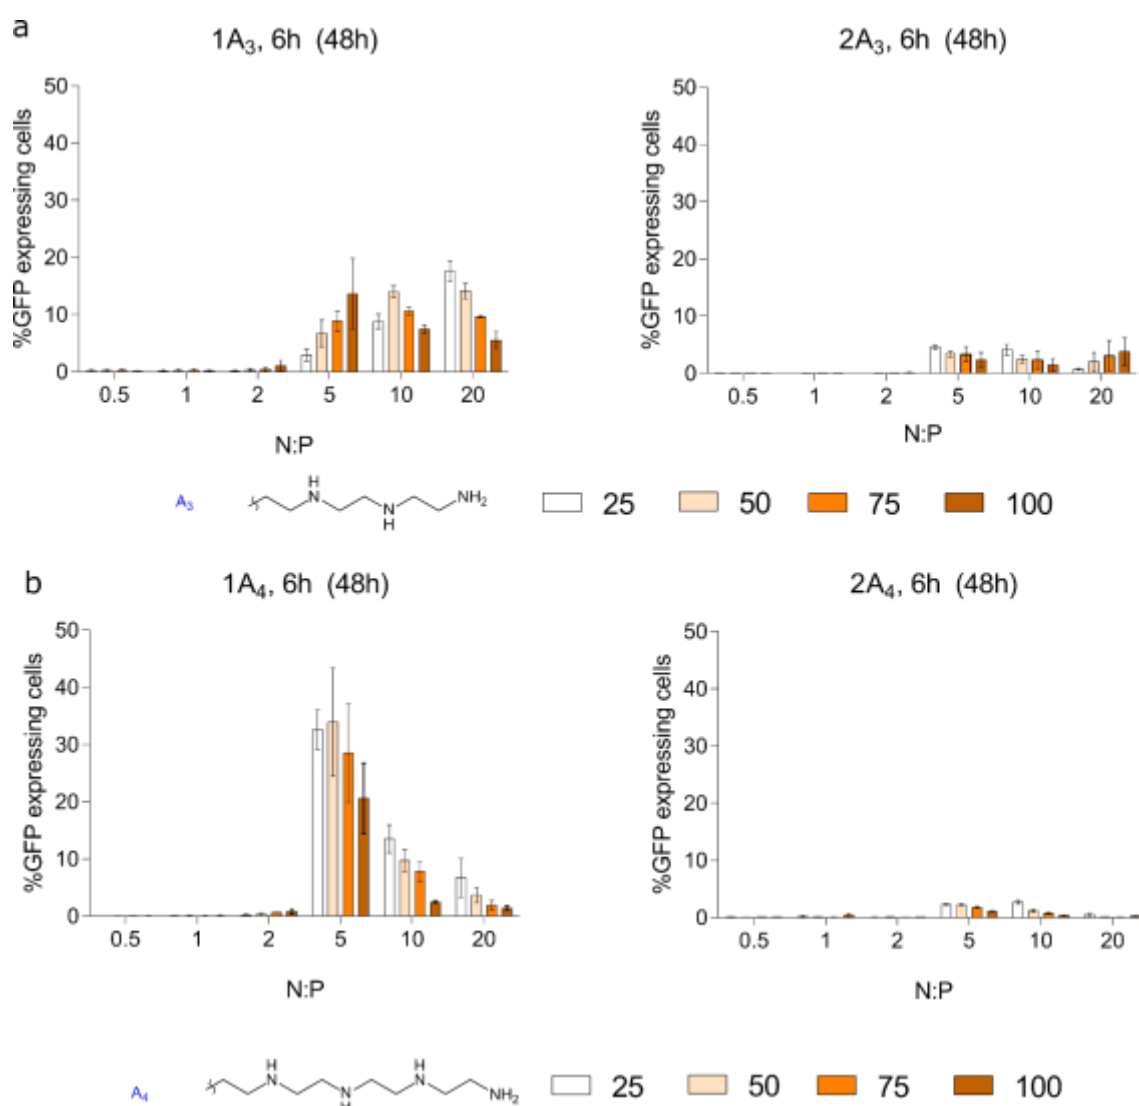 a
1A₃, 6h (48h)
2A₃, 6h (48h)
%GFP expressing cells
50
40
30
20
10
0
0.5 1 2 5 10 20
N:P
%GFP expressing cells
50
40
30
20
10
0
0.5 1 2 5 10 20
N:P
A₃
H
N
N
H
NH₂
25 50 75 100
b
1A₄, 6h (48h)
2A₄, 6h (48h)
%GFP expressing cells
50
40
30
20
10
0
0.5 1 2 5 10 20
N:P
%GFP expressing cells
50
40
30
20
10
0
0.5 1 2 5 10 20
N:P
A₄
H
N
N
H
H
N
NH₂
25 50 75 100